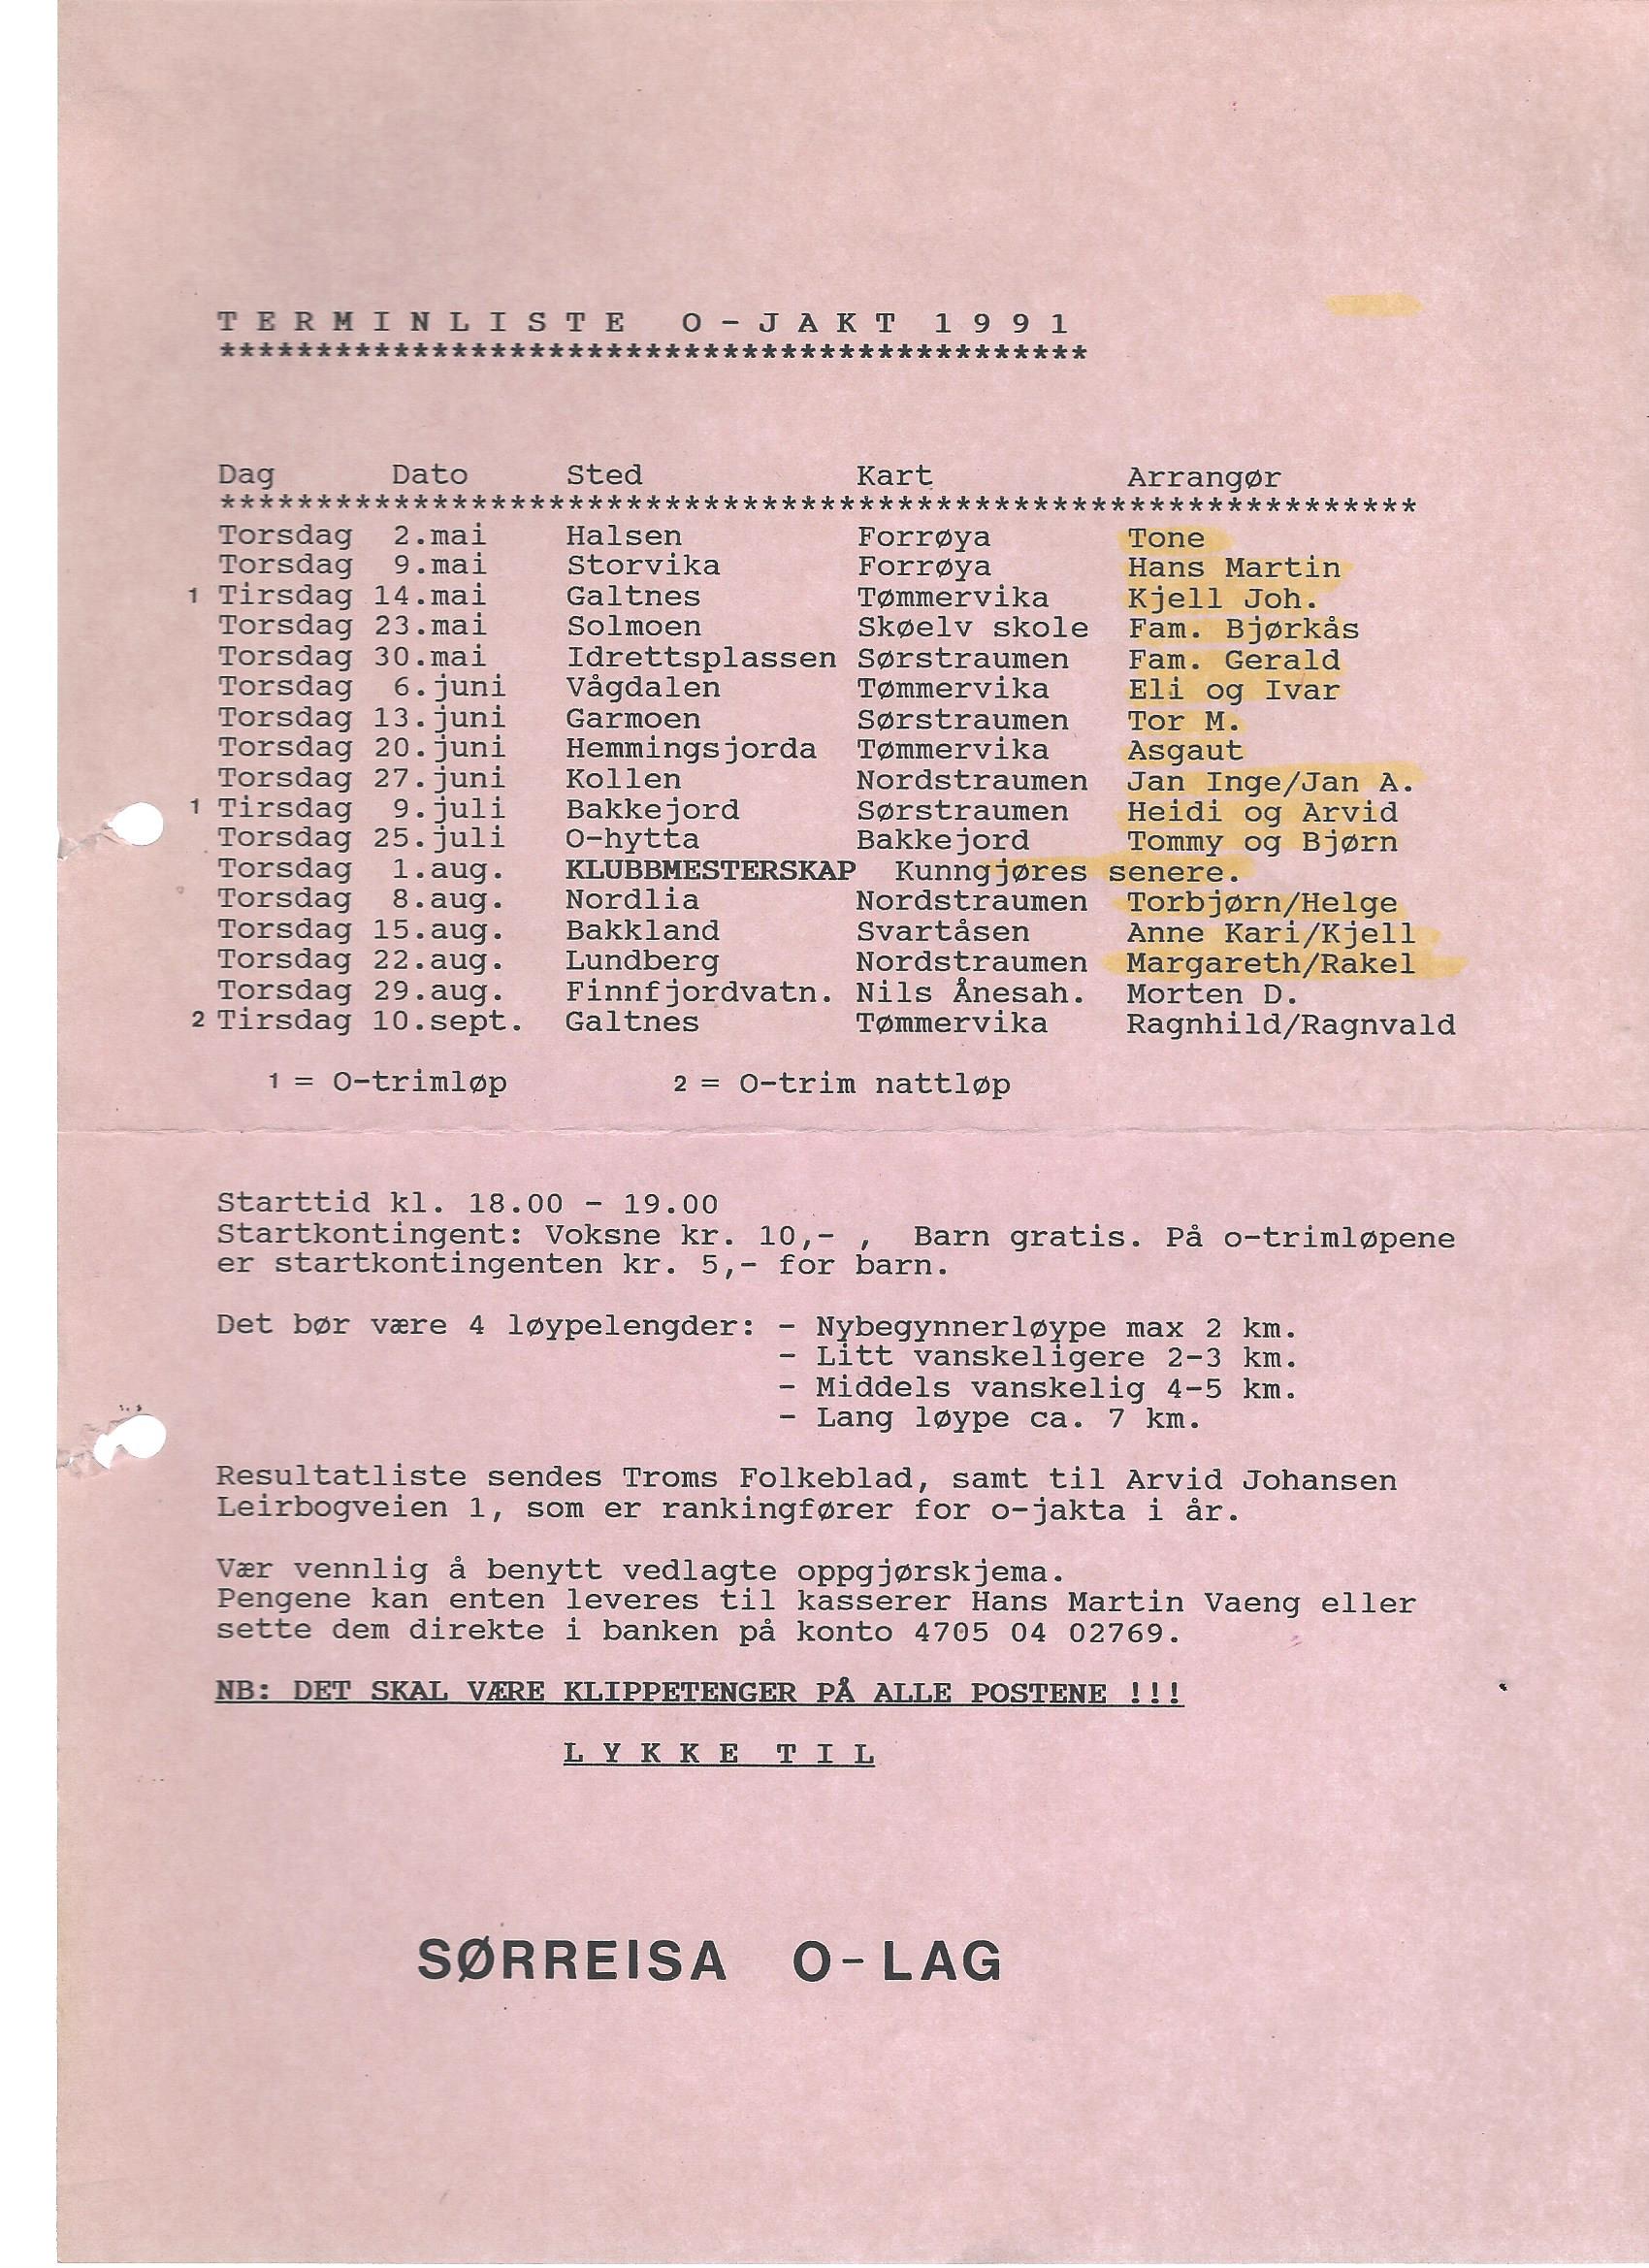 TERMINLISTE O-JAKT 1991
*********************************************
Dag Dato Sted Kart Arrangør
**************************************************************
Torsdag 2.mai Halsen Forrøya Tone
Torsdag 9.mai Storvika Forrøya Hans Martin
1 Tirsdag 14.mai Galtnes Tømmervika Kjell Joh.
Torsdag 23.mai Solmoen Skøelv skole Fam. Bjørkås
Torsdag 30.mai Idrettsplassen Sørstraumen Fam. Gerald
Torsdag 6.juni Vågdalen Tømmervika Eli og Ivar
Torsdag 13.juni Garmoen Sørstraumen Tor M.
Torsdag 20.juni Hemmingsjorda Tømmervika Asgaut
Torsdag 27.juni Kollen Nordstraumen Jan Inge/Jan A.
1 Tirsdag 9.juli Bakkejord Sørstraumen Heidi og Arvid
Torsdag 25.juli O-hytta Bakkejord Tommy og Bjørn
Torsdag 1.aug. KLUBBMESTERSKAP Kunngjøres senere.
Torsdag 8.aug. Nordlia Nordstraumen Torbjørn/Helge
Torsdag 15.aug. Bakkland Svartåsen Anne Kari/Kjell
Torsdag 22.aug. Lundberg Nordstraumen Margareth/Rakel
Torsdag 29.aug. Finnfjordvatn. Nils Ånesah. Morten D.
2 Tirsdag 10.sept. Galtnes Tømmervika Ragnhild/Ragnvald
1 = O-trimløp 2 = O-trim nattløp
Starttid kl. 18.00 - 19.00
Startkontingent: Voksne kr. 10,- , Barn gratis. På o-trimløpene
er startkontingenten kr. 5,- for barn.
Det bør være 4 løypelengder: - Nybegynnerløype max 2 km.
- Litt vanskeligere 2-3 km.
- Middels vanskelig 4-5 km.
- Lang løype ca. 7 km.
Resultatliste sendes Troms Folkeblad, samt til Arvid Johansen
Leirbogveien 1, som er rankingfører for o-jakta i år.
Vær vennlig å benytt vedlagte oppgjørskjema.
Pengene kan enten leveres til kasserer Hans Martin Vaeng eller
sette dem direkte i banken på konto 4705 04 02769.
NB: DET SKAL VÆRE KLIPPETENGER PÅ ALLE POSTENE !!!
LYKKE TIL
SØRREISA O-LAG